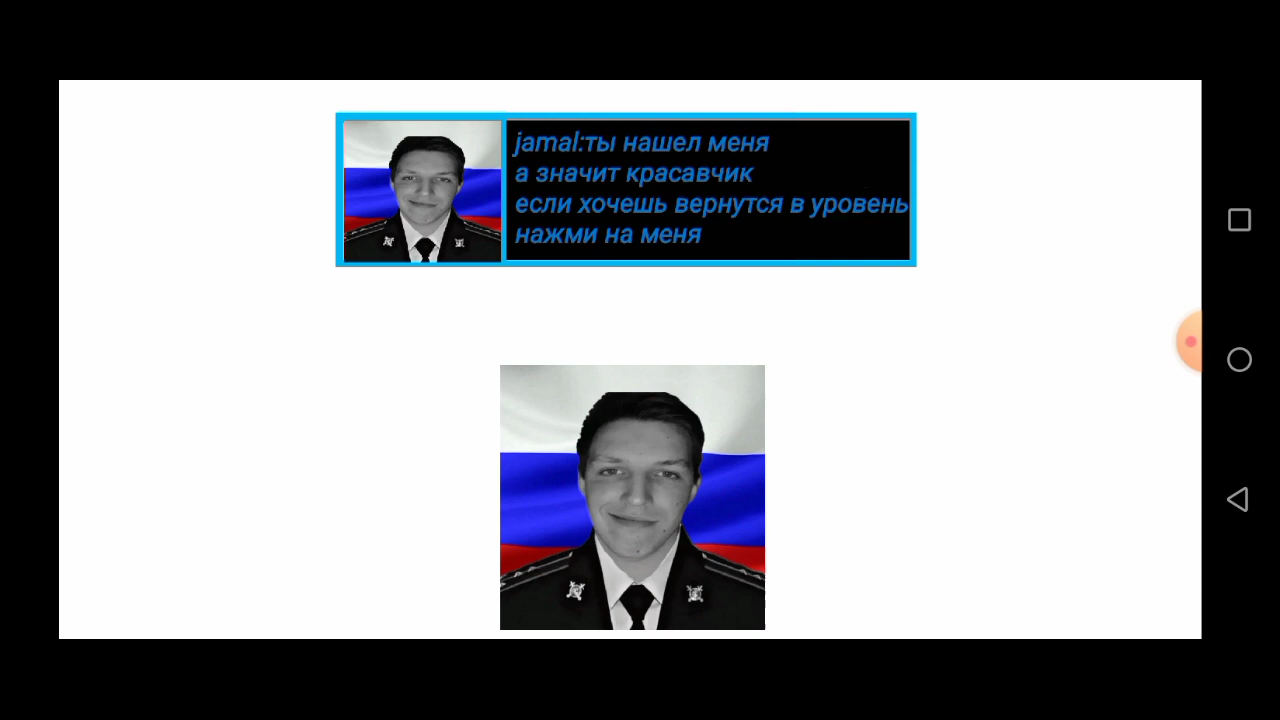 jamal:ты нашел меня
а значит красавчик
если хочешь вернутся в уровень
нажми на меня